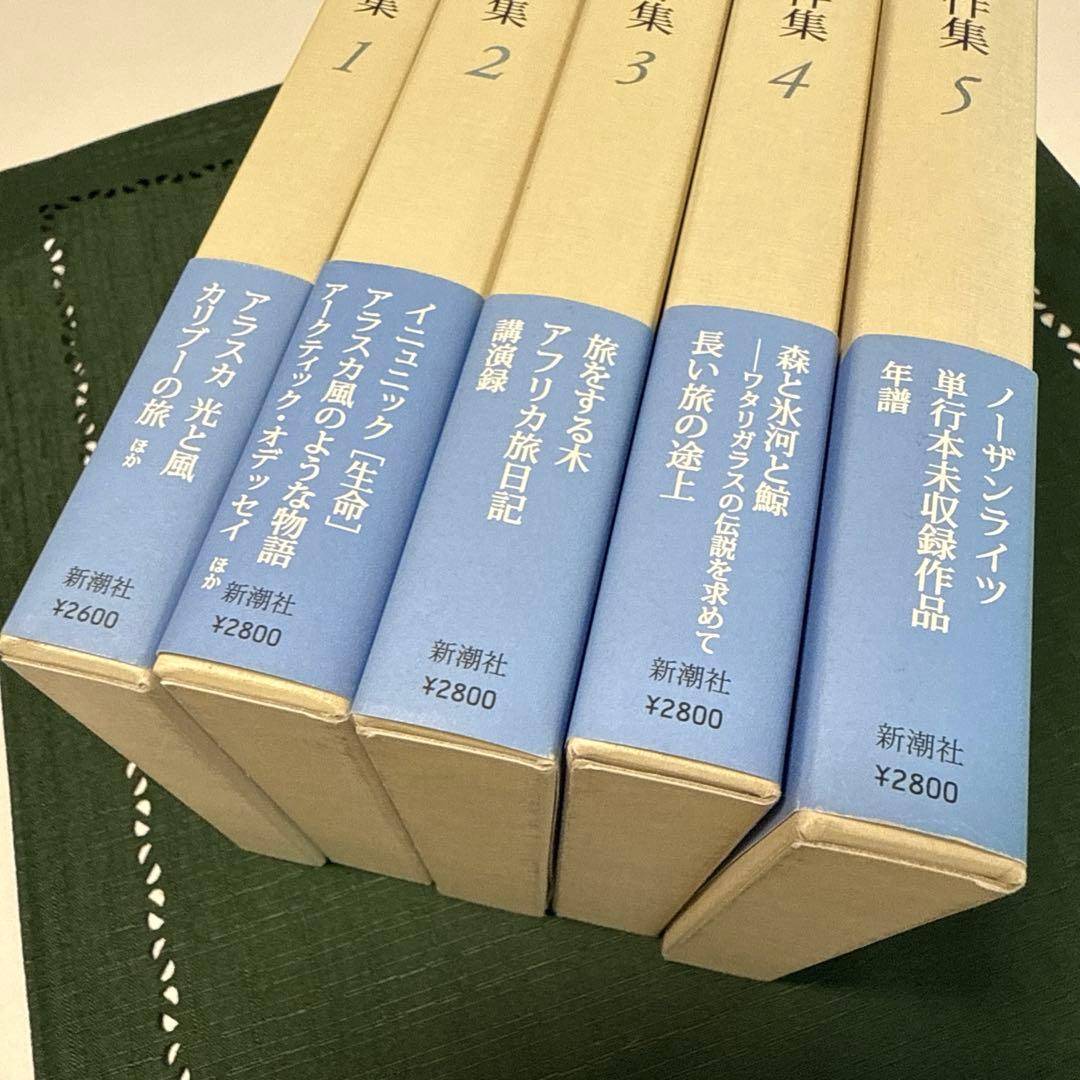 集
1
アラスカ 光と風
カリブーの旅 ほか
新潮社
¥2600
集
2
イニュニック[生命]
アラスカ風のような物語
アークティック・オデッセイ ほか
新潮社
¥2800
集
3
旅をする木
アフリカ旅日記
講演録
新潮社
¥2800
作集
4
森と氷河と鯨
──ワタリガラスの伝説を求めて
長い旅の途上
新潮社
¥2800
作集
5
ノーザンライツ
単行本未収録作品
年譜
新潮社
¥2800